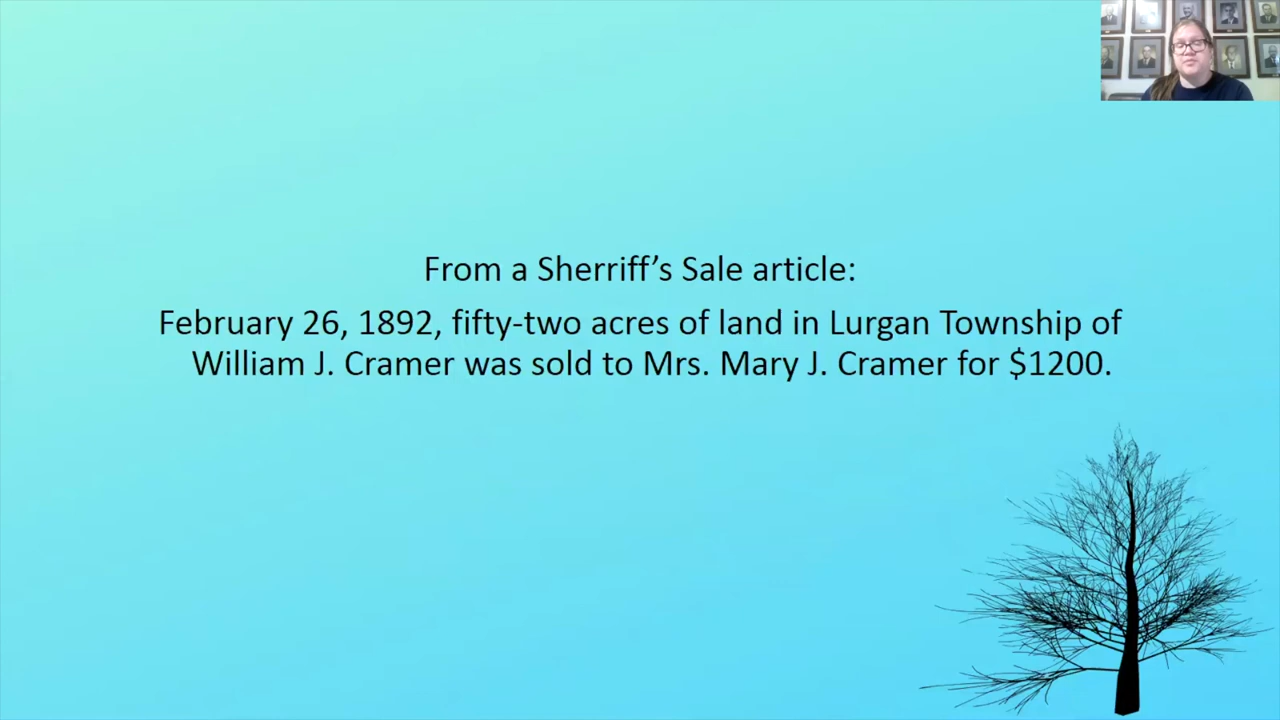 From a Sherriff’s Sale article:
February 26, 1892, fifty-two acres of land in Lurgan Township of
William J. Cramer was sold to Mrs. Mary J. Cramer for $1200.